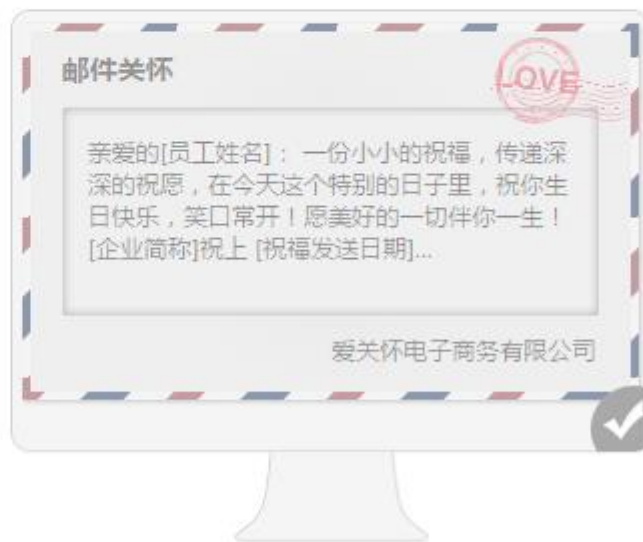 邮件关怀
LOVE
亲爱的[员工姓名]： 一份小小的祝福，传递深
深的祝愿，在今天这个特别的日子里，祝你生
日快乐，笑口常开！愿美好的一切伴你一生！
[企业简称]祝上 [祝福发送日期]...
爱关怀电子商务有限公司